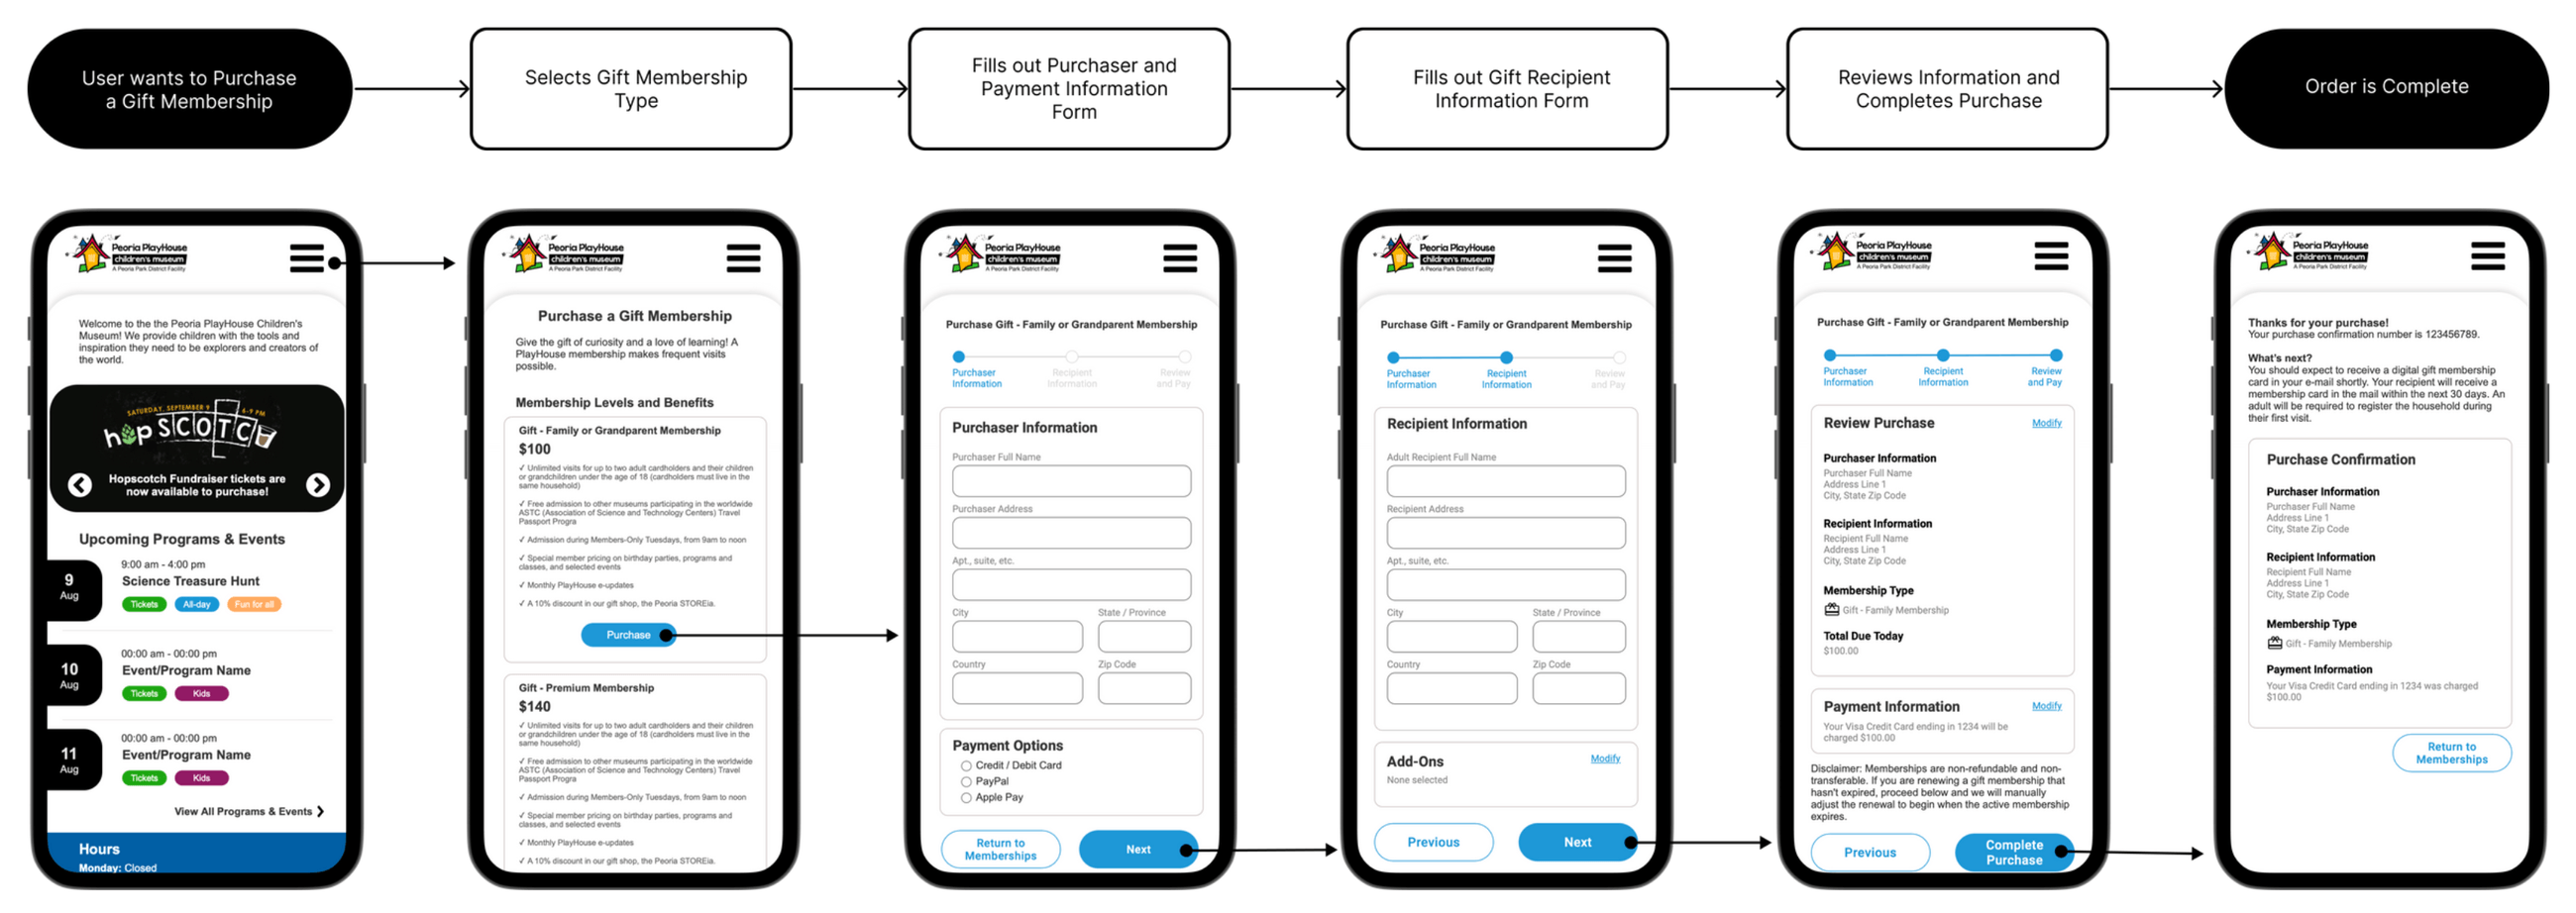 User wants to Purchase
a Gift Membership
Selects Gift Membership
Type
Fills out Purchaser and
Payment Information
Form
Fills out Gift Recipient
Information Form
Reviews Information and
Completes Purchase
Order is Complete
Peoria PlayHouse
children's museum
A Peoria Park District Facility
Welcome to the the Peoria PlayHouse Children's
Museum! We provide children with the tools and
inspiration they need to be explorers and creators of
the world.
SATURDAY, SEPTEMBER 9
6-9 PM
hopSCOTCH
Hopscotch Fundraiser tickets are
now available to purchase!
Upcoming Programs & Events
9
Aug
9:00 am - 4:00 pm
Science Treasure Hunt
Tickets All-day Fun for all
10
Aug
00:00 am - 00:00 pm
Event/Program Name
Tickets Kids
11
Aug
00:00 am - 00:00 pm
Event/Program Name
Tickets Kids
View All Programs & Events
Hours
Monday: Closed
Peoria PlayHouse
children's museum
A Peoria Park District Facility
Purchase a Gift Membership
Give the gift of curiosity and a love of learning! A
PlayHouse membership makes frequent visits
possible.
Membership Levels and Benefits
Gift - Family or Grandparent Membership
$100
✓ Unlimited visits for up to two adult cardholders and their children
or grandchildren under the age of 18 (cardholders must live in the
same household)
✓ Free admission to other museums participating in the worldwide
ASTC (Association of Science and Technology Centers) Travel
Passport Progra
✓ Admission during Members-Only Tuesdays, from 9am to noon
✓ Special member pricing on birthday parties, programs and
classes, and selected events
✓ Monthly PlayHouse e-updates
✓ A 10% discount in our gift shop, the Peoria STOREia.
Purchase
Gift - Premium Membership
$140
✓ Unlimited visits for up to two adult cardholders and their children
or grandchildren under the age of 18 (cardholders must live in the
same household)
✓ Free admission to other museums participating in the worldwide
ASTC (Association of Science and Technology Centers) Travel
Passport Progra
✓ Admission during Members-Only Tuesdays, from 9am to noon
✓ Special member pricing on birthday parties, programs and
classes, and selected events
✓ Monthly PlayHouse e-updates
✓ A 10% discount in our gift shop, the Peoria STOREia.
Peoria PlayHouse
children's museum
A Peoria Park District Facility
Purchase Gift - Family or Grandparent Membership
Purchaser Recipient Review
Information Information and Pay
Purchaser Information
Purchaser Full Name
Purchaser Address
Apt., suite, etc.
City State / Province
Country Zip Code
Payment Options
Credit / Debit Card
PayPal
Apple Pay
Return to
Memberships
Next
Peoria PlayHouse
children's museum
A Peoria Park District Facility
Purchase Gift - Family or Grandparent Membership
Purchaser Recipient Review
Information Information and Pay
Recipient Information
Adult Recipient Full Name
Recipient Address
Apt., suite, etc.
City State / Province
Country Zip Code
Add-Ons Modify
None selected
Previous Next
Peoria PlayHouse
children's museum
A Peoria Park District Facility
Purchase Gift - Family or Grandparent Membership
Purchaser Recipient Review
Information Information and Pay
Review Purchase Modify
Purchaser Information
Purchaser Full Name
Address Line 1
City, State Zip Code
Recipient Information
Recipient Full Name
Address Line 1
City, State Zip Code
Membership Type
Gift - Family Membership
Total Due Today
$100.00
Payment Information Modify
Your Visa Credit Card ending in 1234 will be
charged $100.00
Disclaimer: Memberships are non-refundable and non-
transferable. If you are renewing a gift membership that
hasn't expired, proceed below and we will manually
adjust the renewal to begin when the active membership
expires.
Previous
Complete
Purchase
Peoria PlayHouse
children's museum
A Peoria Park District Facility
Thanks for your purchase!
Your purchase confirmation number is 123456789.
What's next?
You should expect to receive a digital gift membership
card in your e-mail shortly. Your recipient will receive a
membership card in the mail within the next 30 days. An
adult will be required to register the household during
their first visit.
Purchase Confirmation
Purchaser Information
Purchaser Full Name
Address Line 1
City, State Zip Code
Recipient Information
Recipient Full Name
Address Line 1
City, State Zip Code
Membership Type
Gift - Family Membership
Payment Information
Your Visa Credit Card ending in 1234 was charged
$100.00
Return to
Memberships